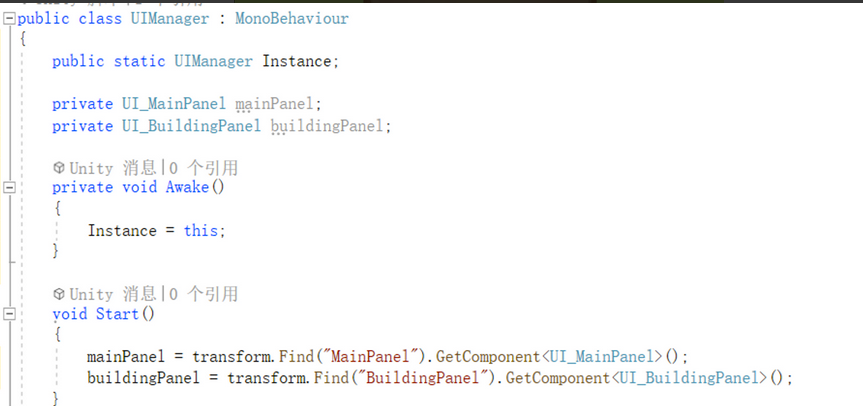 public class UIManager : MonoBehaviour
{
public static UIManager Instance;
private UI_MainPanel mainPanel;
private UI_BuildingPanel buildingPanel;
Unity 消息|0 个引用
private void Awake()
{
Instance = this;
}
Unity 消息|0 个引用
void Start()
{
mainPanel = transform.Find("MainPanel").GetComponent<UI_MainPanel>();
buildingPanel = transform.Find("BuildingPanel").GetComponent<UI_BuildingPanel>();
}